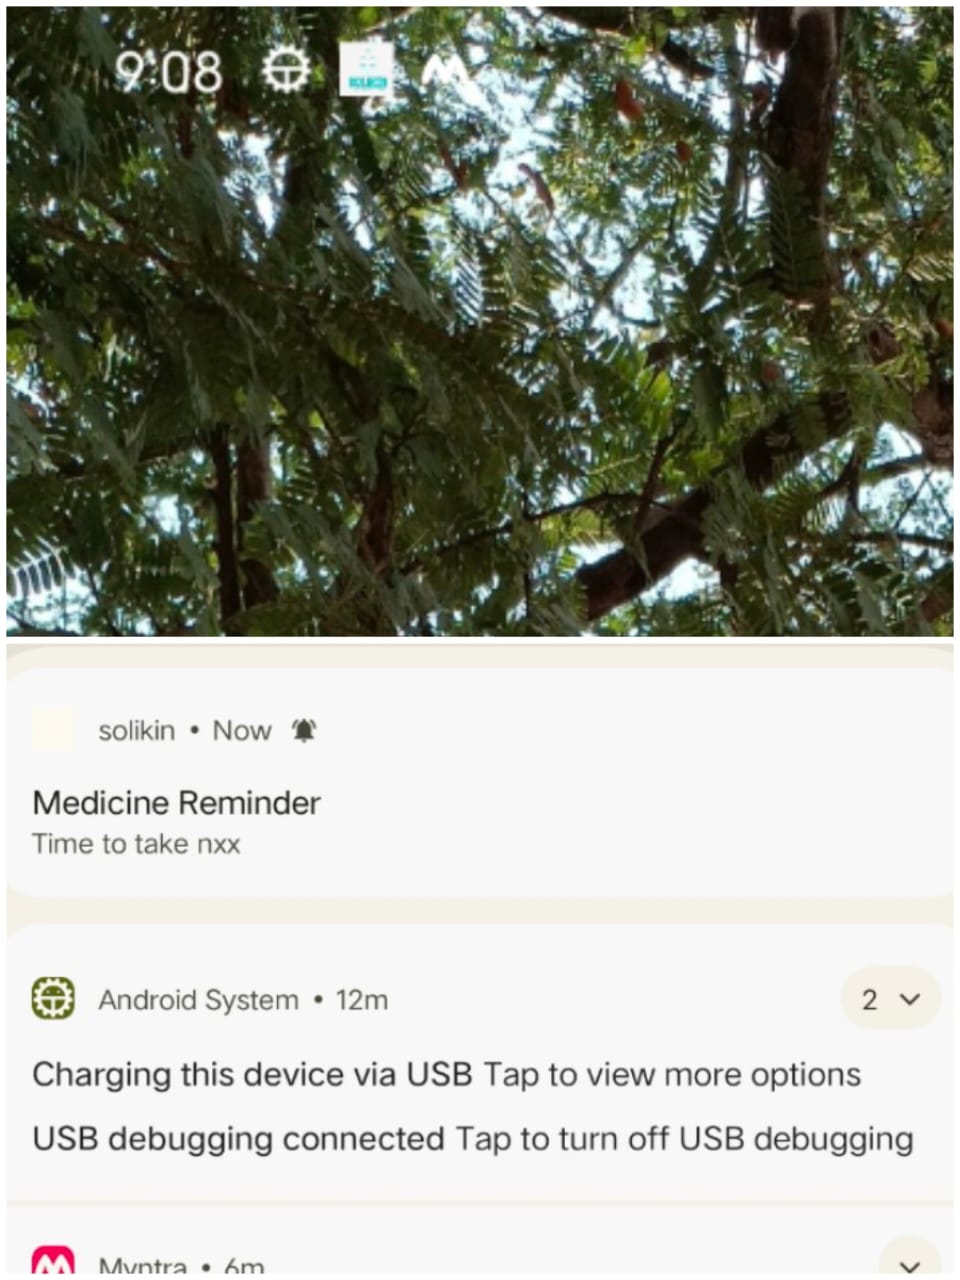 9:08
solikin • Now
Medicine Reminder
Time to take nxx
Android System • 12m
2
Charging this device via USB Tap to view more options
USB debugging connected Tap to turn off USB debugging
Myntra • 6m